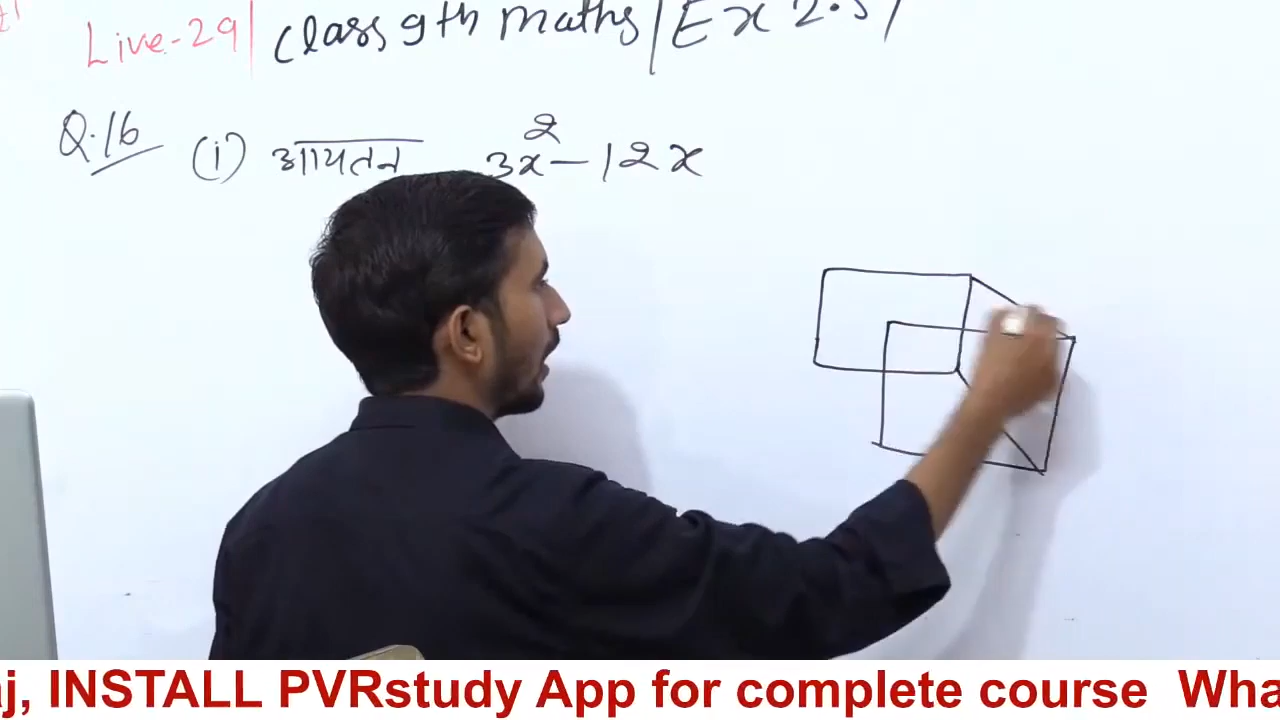 Live-29 | Class 9th Maths | Ex 2.5 |
Q.16 (i) आयतन 3x² - 12x
j, INSTALL PVRstudy App for complete course Wha